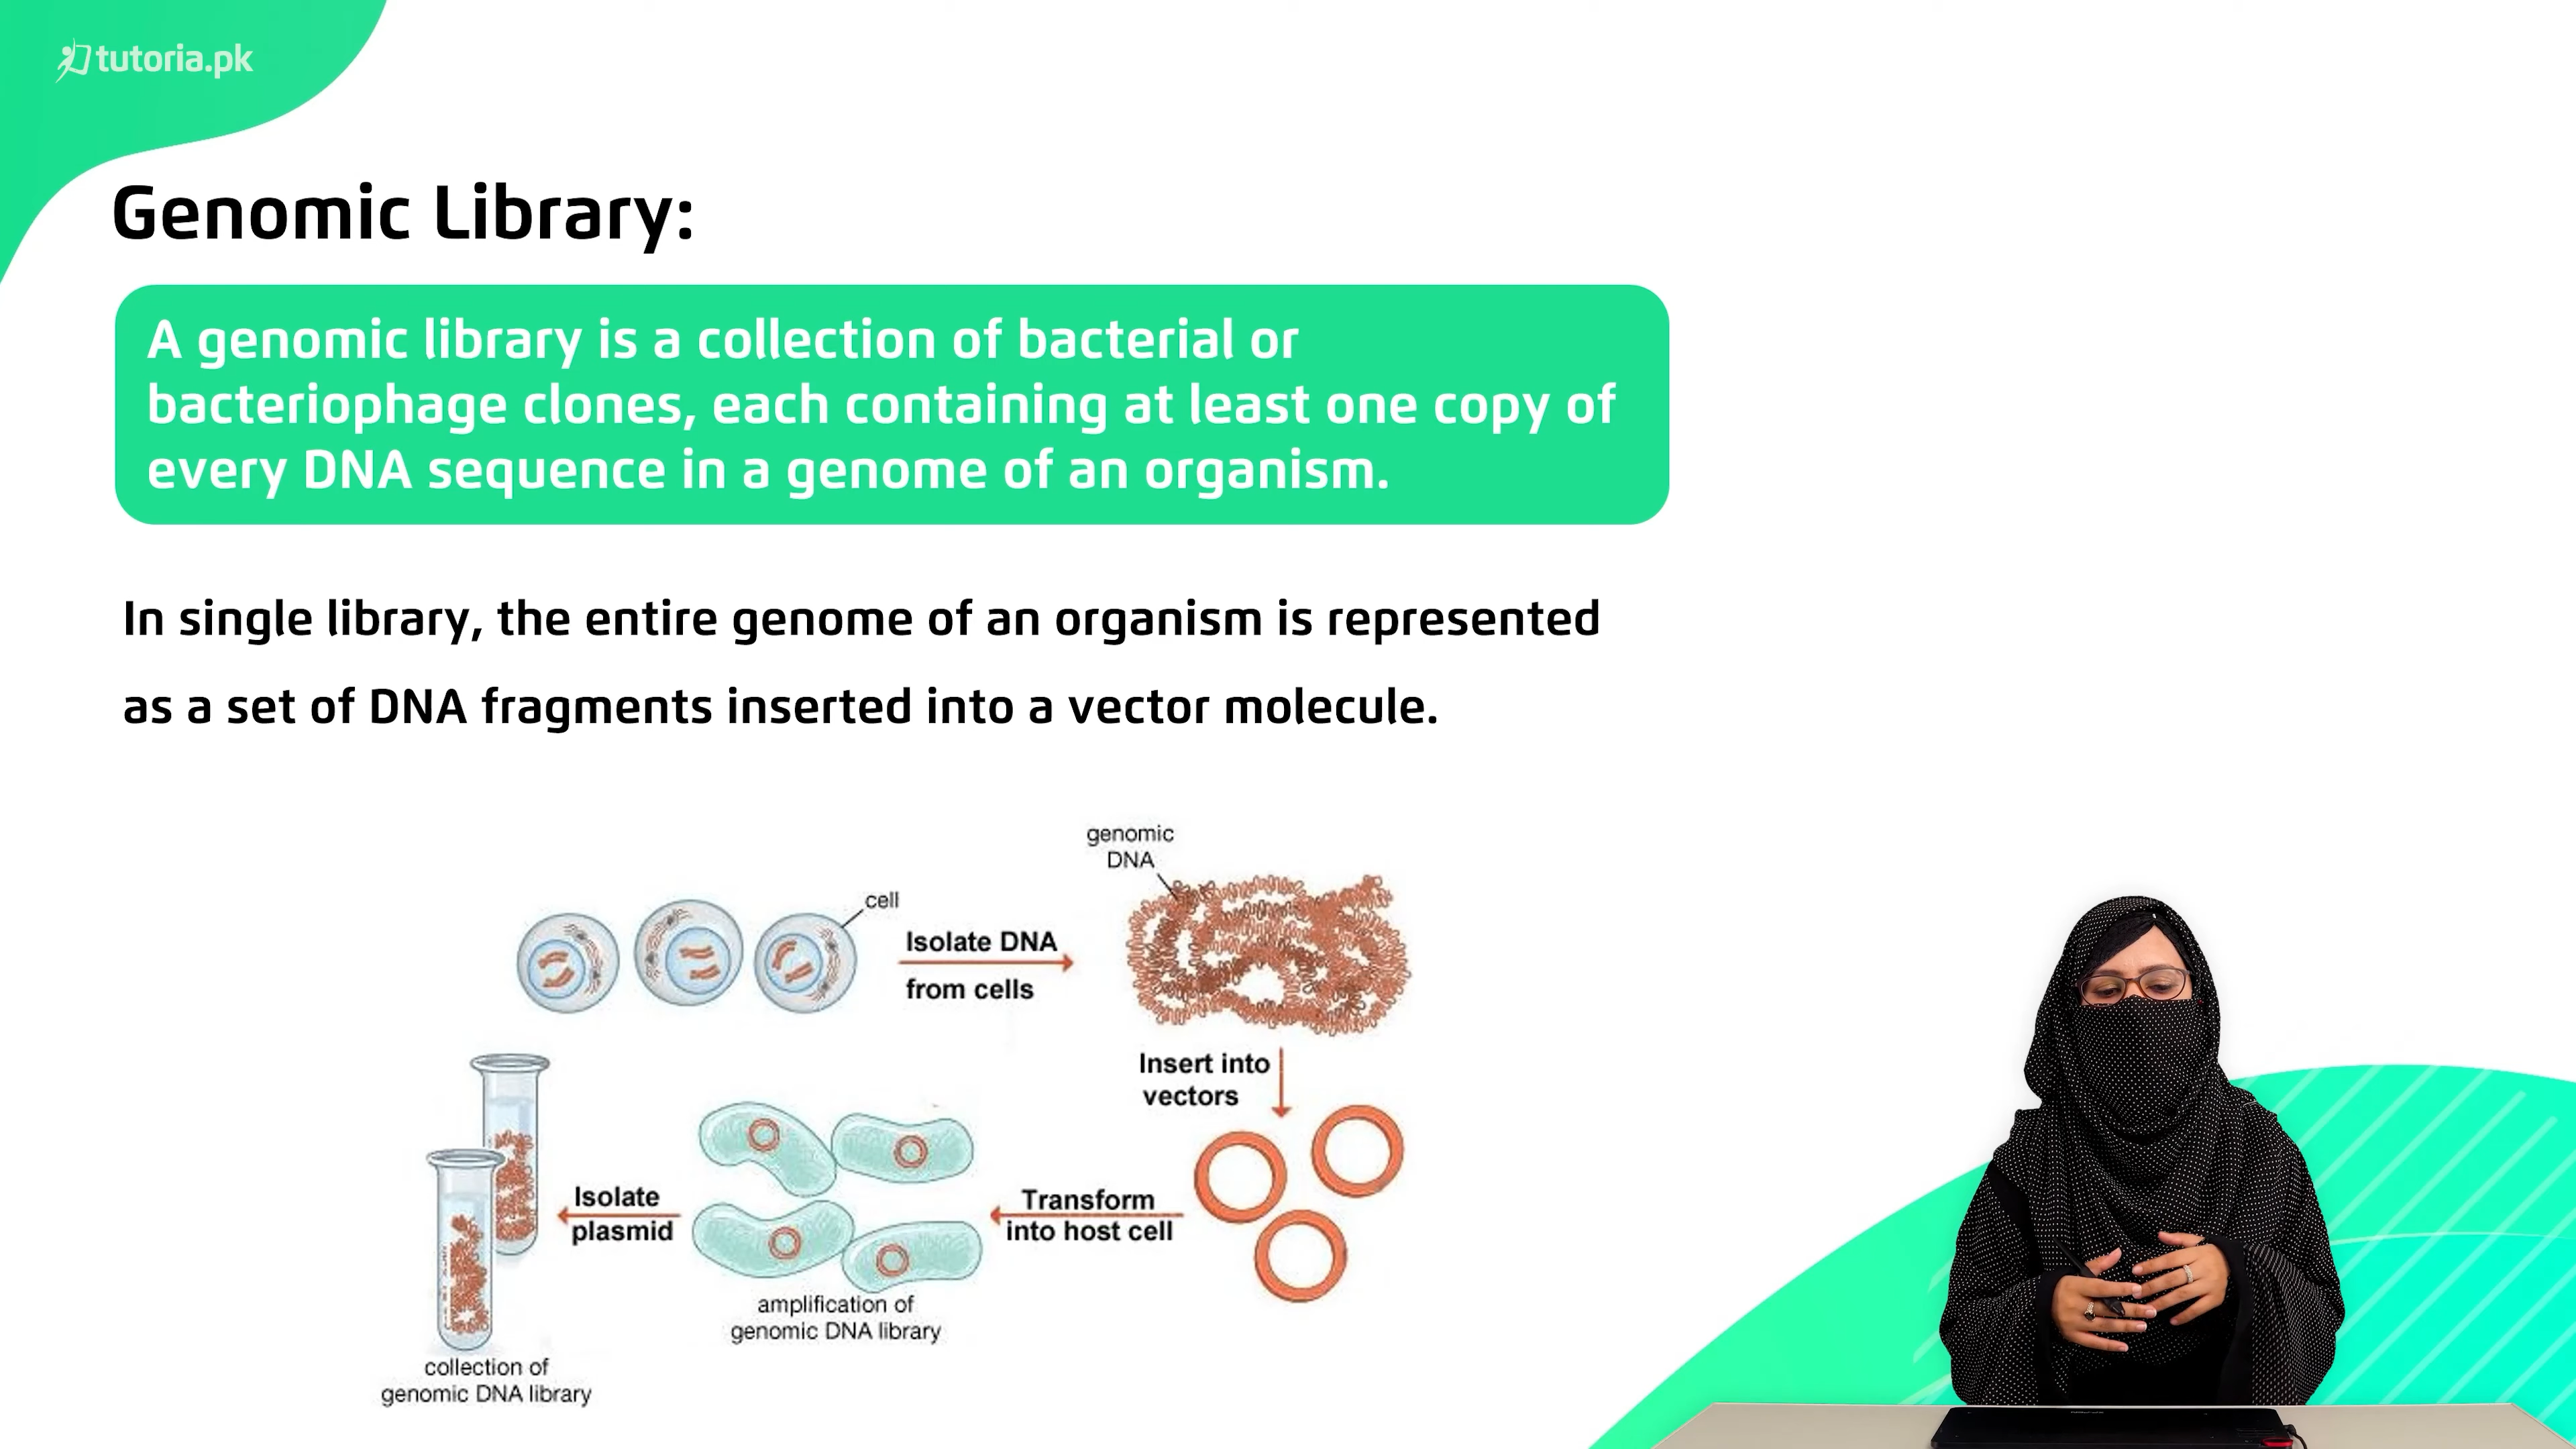 tutoria.pk
Genomic Library:
A genomic library is a collection of bacterial or
bacteriophage clones, each containing at least one copy of
every DNA sequence in a genome of an organism.
In single library, the entire genome of an organism is represented
as a set of DNA fragments inserted into a vector molecule.
genomic
DNA
cell
Isolate DNA
from cells
Insert into
vectors
Transform
into host cell
Isolate
plasmid
amplification of
genomic DNA library
collection of
genomic DNA library